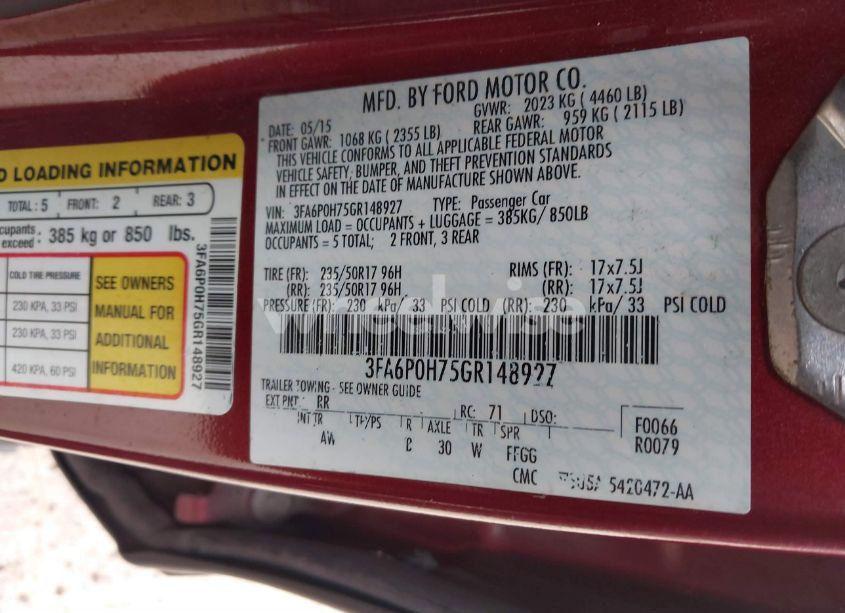 D LOADING INFORMATION
TOTAL : 5 FRONT: 2 REAR: 3
upants
exceed : 385 kg or 850 lbs.
COLD TIRE PRESSURE
230 KPA, 33 PSI
230 KPA, 33 PSI
420 KPA, 60 PSI
SEE OWNERS
MANUAL FOR
ADDITIONAL
INFORMATION
3FA6P0H75GR148927
MFD. BY FORD MOTOR CO.
DATE: 05/15 GVWR: 2023 KG ( 4460 LB)
FRONT GAWR: 1068 KG ( 2355 LB) REAR GAWR: 959 KG ( 2115 LB)
THIS VEHICLE CONFORMS TO ALL APPLICABLE FEDERAL MOTOR
VEHICLE SAFETY, BUMPER, AND THEFT PREVENTION STANDARDS
IN EFFECT ON THE DATE OF MANUFACTURE SHOWN ABOVE.
VIN: 3FA6P0H75GR148927 TYPE: Passenger Car
MAXIMUM LOAD = OCCUPANTS + LUGGAGE = 385KG/ 850LB
OCCUPANTS = 5 TOTAL; 2 FRONT, 3 REAR
TIRE (FR): 235/50R17 96H RIMS (FR): 17x7.5J
(RR): 235/50R17 96H (RR): 17x7.5J
PRESSURE (FR): 230 kPa/ 33 PSI COLD (RR): 230 kPa/ 33 PSI COLD
wheelwise
3FA6P0H75GR148927
TRAILER TOWING - SEE OWNER GUIDE
EXT PNT: RR RC: 71 DSO:
INT TR TP/PS R AXLE TR SPR
AW C 30 W FFGG
F0066
R0079
CMC 5420472-AA